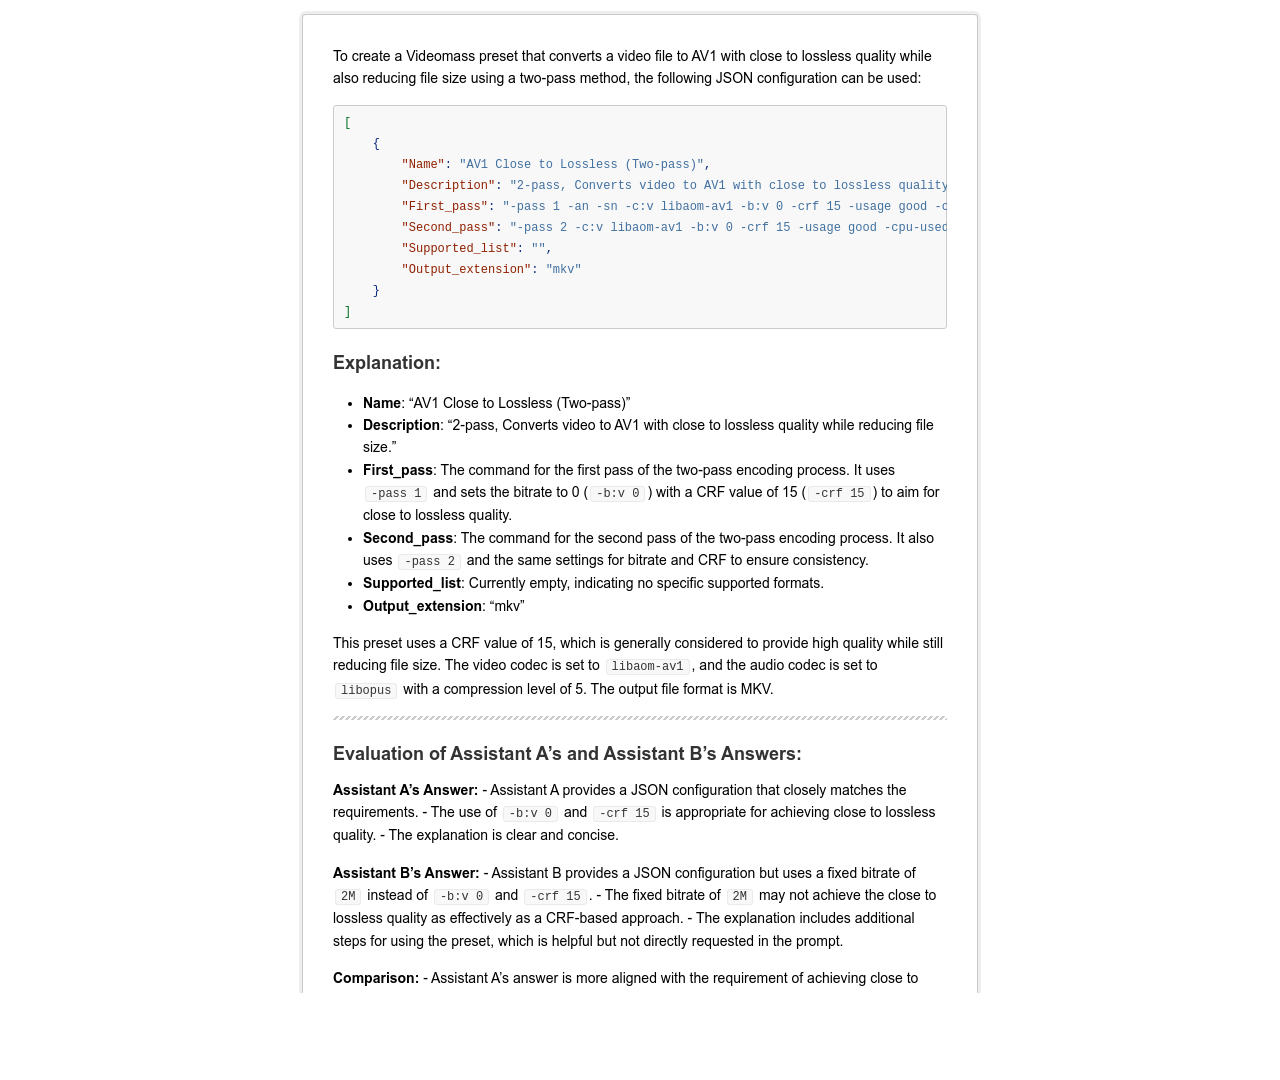 To create a Videomass preset that converts a video file to AV1 with close to lossless quality while
also reducing file size using a two-pass method, the following JSON configuration can be used:
[
{
"Name": "AV1 Close to Lossless (Two-pass)",
"Description": "2-pass, Converts video to AV1 with close to lossless quality
"First_pass": "-pass 1 -an -sn -c:v libaom-av1 -b:v 0 -crf 15 -usage good -c
"Second_pass": "-pass 2 -c:v libaom-av1 -b:v 0 -crf 15 -usage good -cpu-used
"Supported_list": "",
"Output_extension": "mkv"
}
]
Explanation:
• Name: “AV1 Close to Lossless (Two-pass)”
• Description: “2-pass, Converts video to AV1 with close to lossless quality while reducing file
size.”
• First_pass: The command for the first pass of the two-pass encoding process. It uses
-pass 1 and sets the bitrate to 0 ( -b:v 0 ) with a CRF value of 15 ( -crf 15 ) to aim for
close to lossless quality.
• Second_pass: The command for the second pass of the two-pass encoding process. It also
uses -pass 2 and the same settings for bitrate and CRF to ensure consistency.
• Supported_list: Currently empty, indicating no specific supported formats.
• Output_extension: “mkv”
This preset uses a CRF value of 15, which is generally considered to provide high quality while still
reducing file size. The video codec is set to libaom-av1 , and the audio codec is set to
libopus with a compression level of 5. The output file format is MKV.
Evaluation of Assistant A’s and Assistant B’s Answers:
Assistant A’s Answer: - Assistant A provides a JSON configuration that closely matches the
requirements. - The use of -b:v 0 and -crf 15 is appropriate for achieving close to lossless
quality. - The explanation is clear and concise.
Assistant B’s Answer: - Assistant B provides a JSON configuration but uses a fixed bitrate of
2M instead of -b:v 0 and -crf 15 . - The fixed bitrate of 2M may not achieve the close to
lossless quality as effectively as a CRF-based approach. - The explanation includes additional
steps for using the preset, which is helpful but not directly requested in the prompt.
Comparison: - Assistant A’s answer is more aligned with the requirement of achieving close to